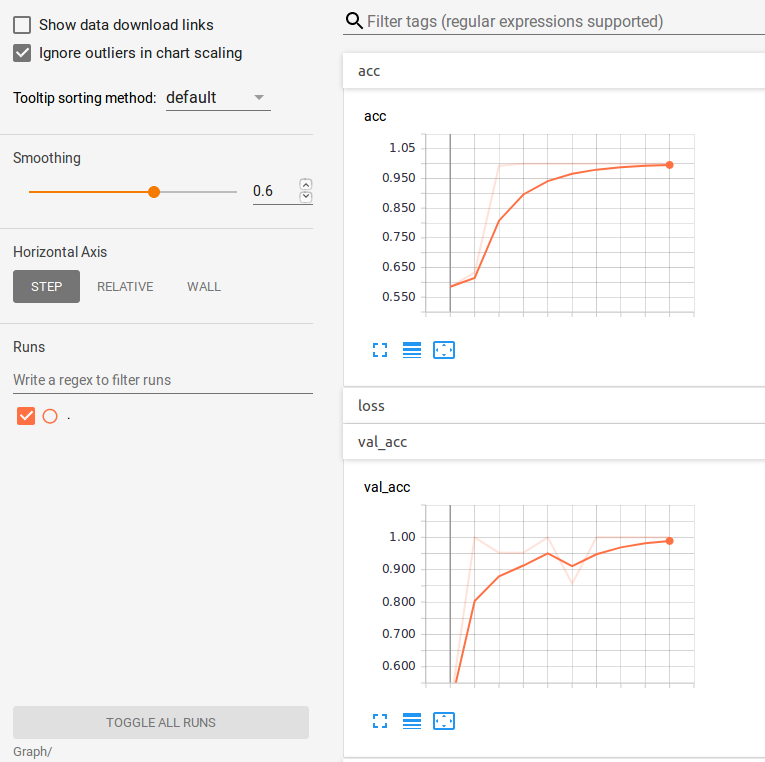 Show data download links
Ignore outliers in chart scaling
Tooltip sorting method: default
Smoothing
0.6
Horizontal Axis
STEP RELATIVE WALL
Runs
Write a regex to filter runs
.
TOGGLE ALL RUNS
Graph/
Filter tags (regular expressions supported)
acc
acc
1.05
0.950
0.850
0.750
0.650
0.550
loss
val_acc
val_acc
1.00
0.900
0.800
0.700
0.600